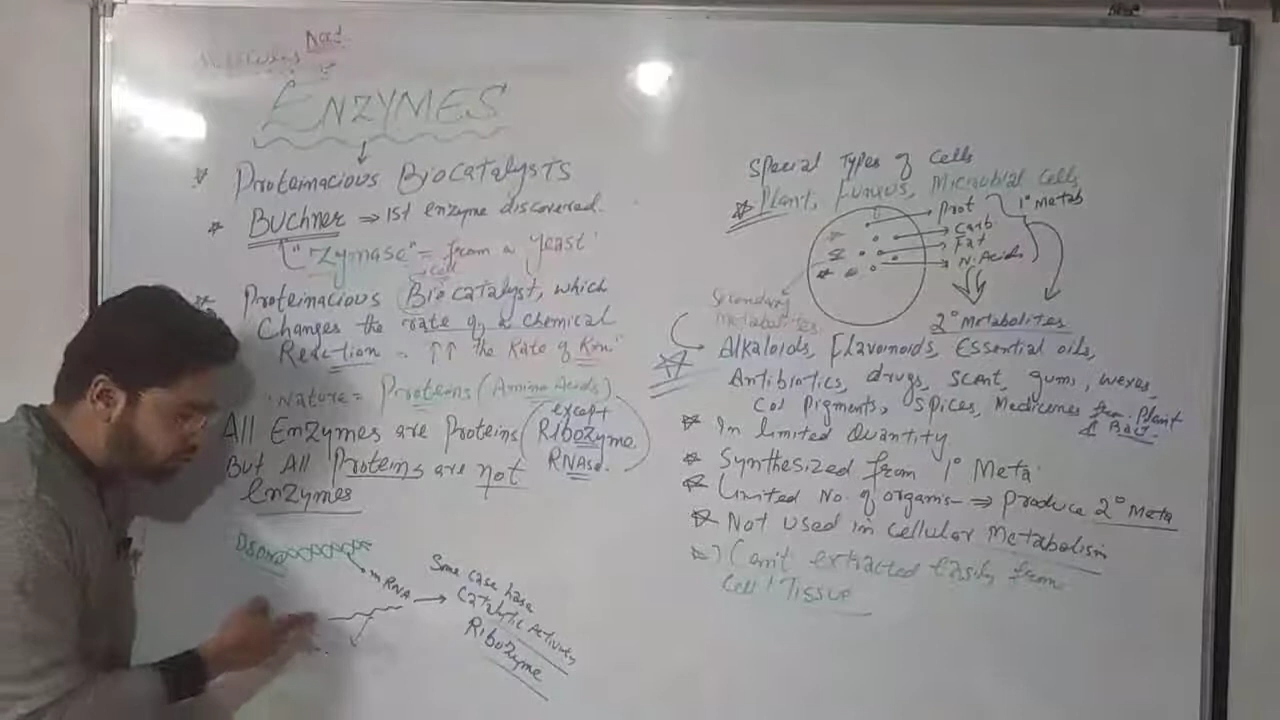 ENZYMES
Proteinacious Biocatalysts
Buchner ⇒ 1st enzyme discovered.
"Zymase" = from a yeast
cell
Proteinacious Biocatalyst, which
Changes the rate of a chemical
Reaction = ↑↑ the Rate of Rxn.
Nature = Proteins (Amino Acids)
All Enzymes are Proteins (except
Ribozyme
RNAse.)
But All Proteins are not
Enzymes
mRNA → Some case have
Catalytic Activity
Ribozyme
Special Types of Cells
Plant, Fungus, Microbial Cells
Prot
Carb
Fat
N. Acids
1° Metab
Secondary
Metabolites
2° Metabolites
Alkaloids, Flavoinoids, Essential oils,
Antibiotics, drugs, Scent, gums, wexes
Col Pigments, Spices, Medicines from Plant
& Bact.
In limited Quantity
Synthesized from 1° Meta
Limited No. of organis ⇒ Produce 2° Meta
Not used in cellular Metabolism
Can't extracted easily from
Cell / Tissue